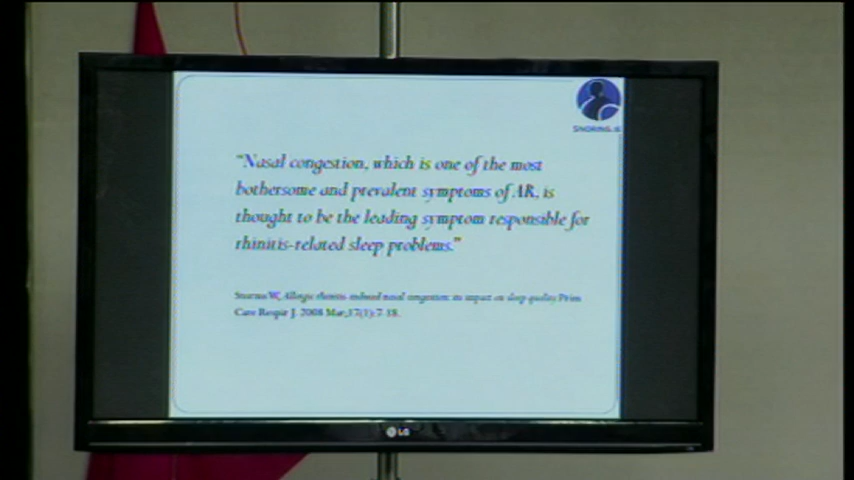 SNORING.IE
"Nasal congestion, which is one of the most
bothersome and prevalent symptoms of AR, is
thought to be the leading symptom responsible for
rhinitis-related sleep problems."
W, Allergic rhinitis-induced nasal congestion: its impact on sleep quality. Prim
Care Respir J. 2008 Mar;17(1):7-18.
LG